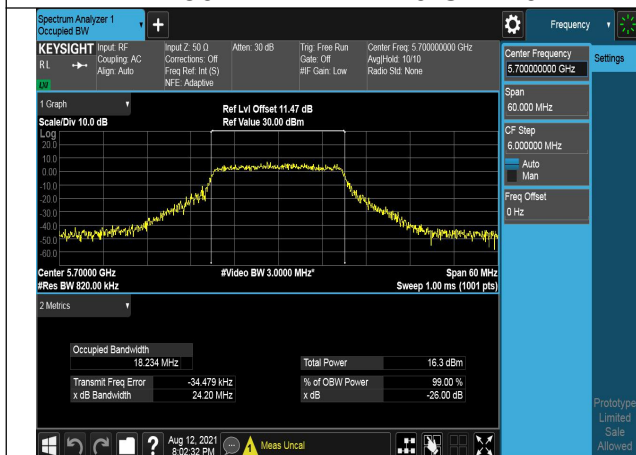 Spectrum Analyzer 1
Occupied BW
Frequency
KEYSIGHT
RL
LXI
Input: RF
Coupling: AC
Align: Auto
Input Z: 50 Ω
Corrections: Off
Freq Ref: Int (S)
NFE: Adaptive
Atten: 30 dB
Trig: Free Run
Gate: Off
#IF Gain: Low
Center Freq: 5.700000000 GHz
Avg|Hold: 10/10
Radio Std: None
Center Frequency
5.700000000 GHz
Settings
Span
60.000 MHz
CF Step
6.000000 MHz
Auto
Man
Freq Offset
0 Hz
1 Graph
Scale/Div 10.0 dB
Ref Lvl Offset 11.47 dB
Ref Value 30.00 dBm
Log
20.0
10.0
0.00
-10.0
-20.0
-30.0
-40.0
-50.0
-60.0
Center 5.70000 GHz
#Video BW 3.0000 MHz*
Span 60 MHz
#Res BW 820.00 kHz
Sweep 1.00 ms (1001 pts)
2 Metrics
Occupied Bandwidth
18.234 MHz
Total Power 16.3 dBm
Transmit Freq Error -34.479 kHz
% of OBW Power 99.00 %
x dB Bandwidth 24.20 MHz
x dB -26.00 dB
Prototype
Limited
Sale
Allowed
Aug 12, 2021
8:02:32 PM
1
Meas Uncal